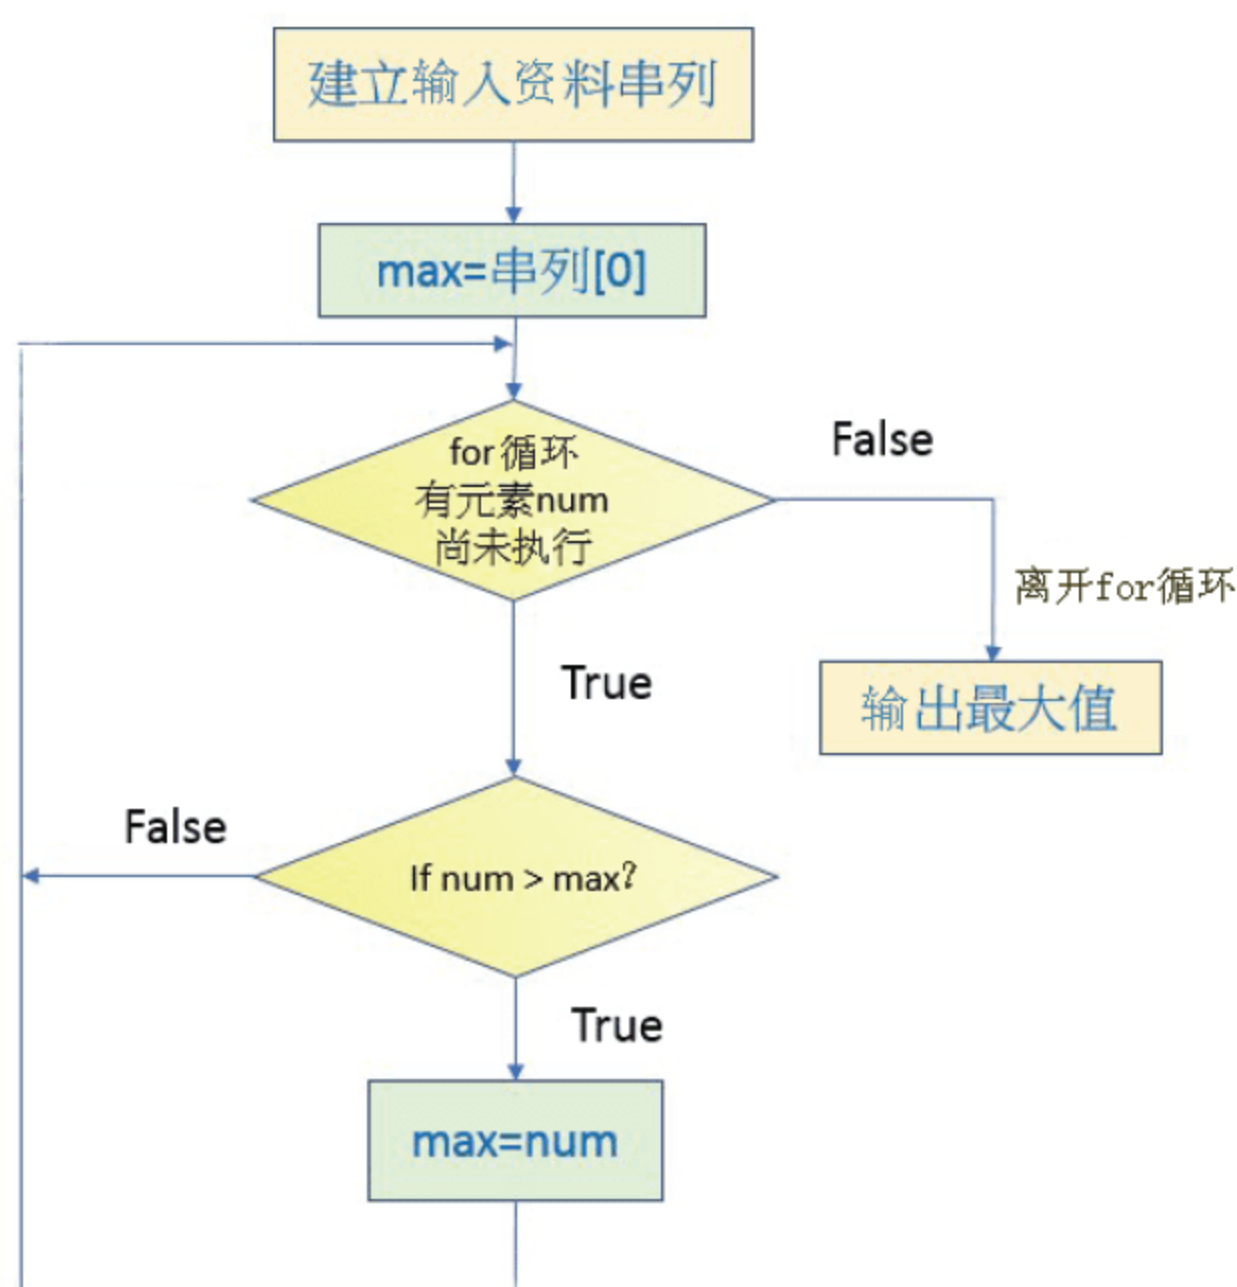 建立输入资料串列
max=串列[0]
for循环
有元素num
尚未执行
False
离开for循环
True
输出最大值
False
If num > max?
True
max=num